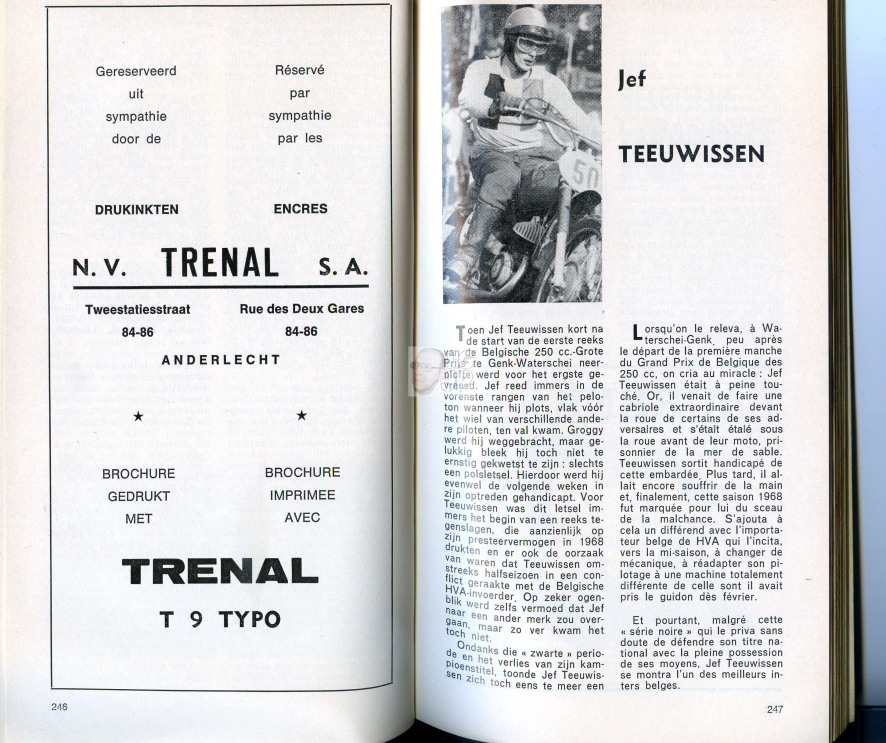 Gereserveerd
uit
sympathie
door de
Réservé
par
sympathie
par les
DRUKINKTEN
ENCRES
N. V. TRENAL S. A.
Tweestatiesstraat
84-86
Rue des Deux Gares
84-86
ANDERLECHT
★ ★
BROCHURE
GEDRUKT
MET
BROCHURE
IMPRIMEE
AVEC
TRENAL
T 9 TYPO
246
50
Jef
TEEUWISSEN
Toen Jef Teeuwissen kort na
de start van de eerste reeks
van de Belgische 250 cc.-Grote
Prijs te Genk-Waterschei neer-
plofte werd voor het ergste ge-
vreesd. Jef reed immers in de
voorenste rangen van het pelo-
ton wanneer hij plots, vlak vóór
het wiel van verschillende ande-
re piloten, ten val kwam. Groggy
werd hij weggebracht, maar ge-
lukkig bleek hij toch niet te
ernstig gekwetst te zijn : slechts
een polsletsel. Hierdoor werd hij
evenwel de volgende weken in
zijn optreden gehandicapt. Voor
Teeuwissen was dit letsel im-
mers het begin van een reeks te-
genslagen, die aanzienlijk op
zijn presteervermogen in 1968
drukten en er ook de oorzaak
van waren dat Teeuwissen om-
streeks halfseizoen in een con-
flict geraakte met de Belgische
HVA-invoerder. Op zeker ogen-
blik werd zelfs vermoed dat Jef
naar een ander merk zou over-
gaan, maar zo ver kwam het
toch niet.
Ondanks die « zwarte » perio-
de en het verlies van zijn kam-
pioenstitel, toonde Jef Teeuwis-
sen zich toch eens te meer een
Lorsqu'on le releva, à Wa-
terschei-Genk, peu après
le départ de la première manche
du Grand Prix de Belgique des
250 cc, on cria au miracle : Jef
Teeuwissen était à peine tou-
ché. Or, il venait de faire une
cabriole extraordinaire devant
la roue de certains de ses ad-
versaires et s'était étalé sous
la roue avant de leur moto, pri-
sonnier de la mer de sable.
Teeuwissen sortit handicapé de
cette embardée. Plus tard, il al-
lait encore souffrir de la main
et, finalement, cette saison 1968
fut marquée pour lui du sceau
de la malchance. S'ajouta à
cela un différend avec l'importa-
teur belge de HVA qui l'incita,
vers la mi-saison, à changer de
mécanique, à réadapter son pi-
lotage à une machine totalement
différente de celle sont il avait
pris le guidon dès février.
Et pourtant, malgré cette
« série noire » qui le priva sans
doute de défendre son titre na-
tional avec la pleine possession
de ses moyens, Jef Teeuwissen
se montra l'un des meilleurs in-
ters belges.
247